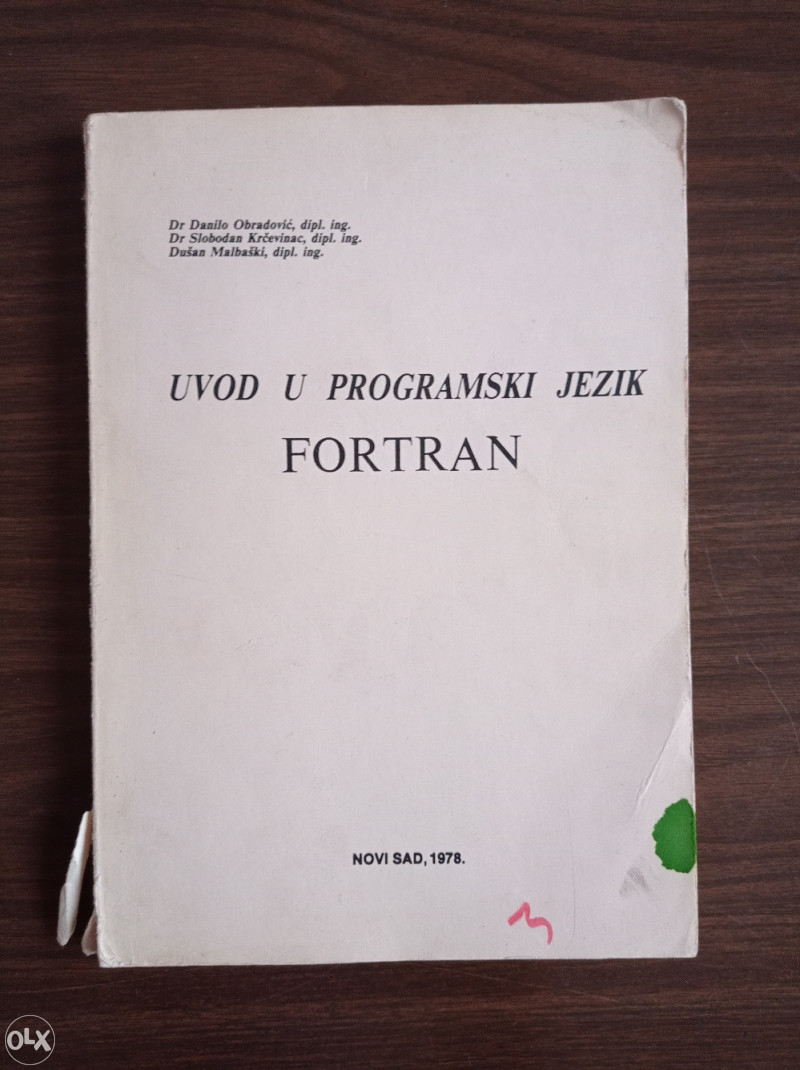 Dr Danilo Obradović, dipl. ing.
Dr Slobodan Krčevinac, dipl. ing.
Dušan Malbaški, dipl. ing.
UVOD U PROGRAMSKI JEZIK
FORTRAN
NOVI SAD, 1978.
OLX